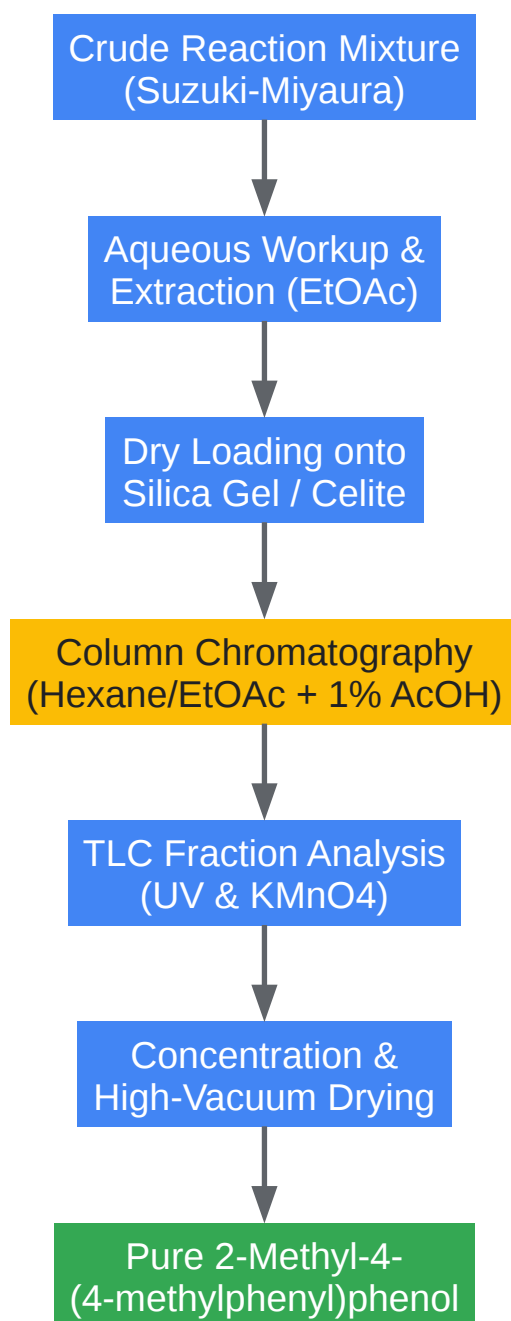 Crude Reaction Mixture
(Suzuki-Miyaura)
Aqueous Workup &
Extraction (EtOAc)
Dry Loading onto
Silica Gel / Celite
Column Chromatography
(Hexane/EtOAc + 1% AcOH)
TLC Fraction Analysis
(UV & KMnO4)
Concentration &
High-Vacuum Drying
Pure 2-Methyl-4-
(4-methylphenyl)phenol